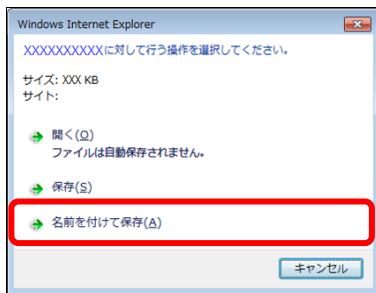 Windows Internet Explorer
XXXXXXXXXXに対して行う操作を選択してください。
サイズ: XXX KB
サイト:
開く(O)
ファイルは自動保存されません。
保存(S)
名前を付けて保存(A)
キャンセル